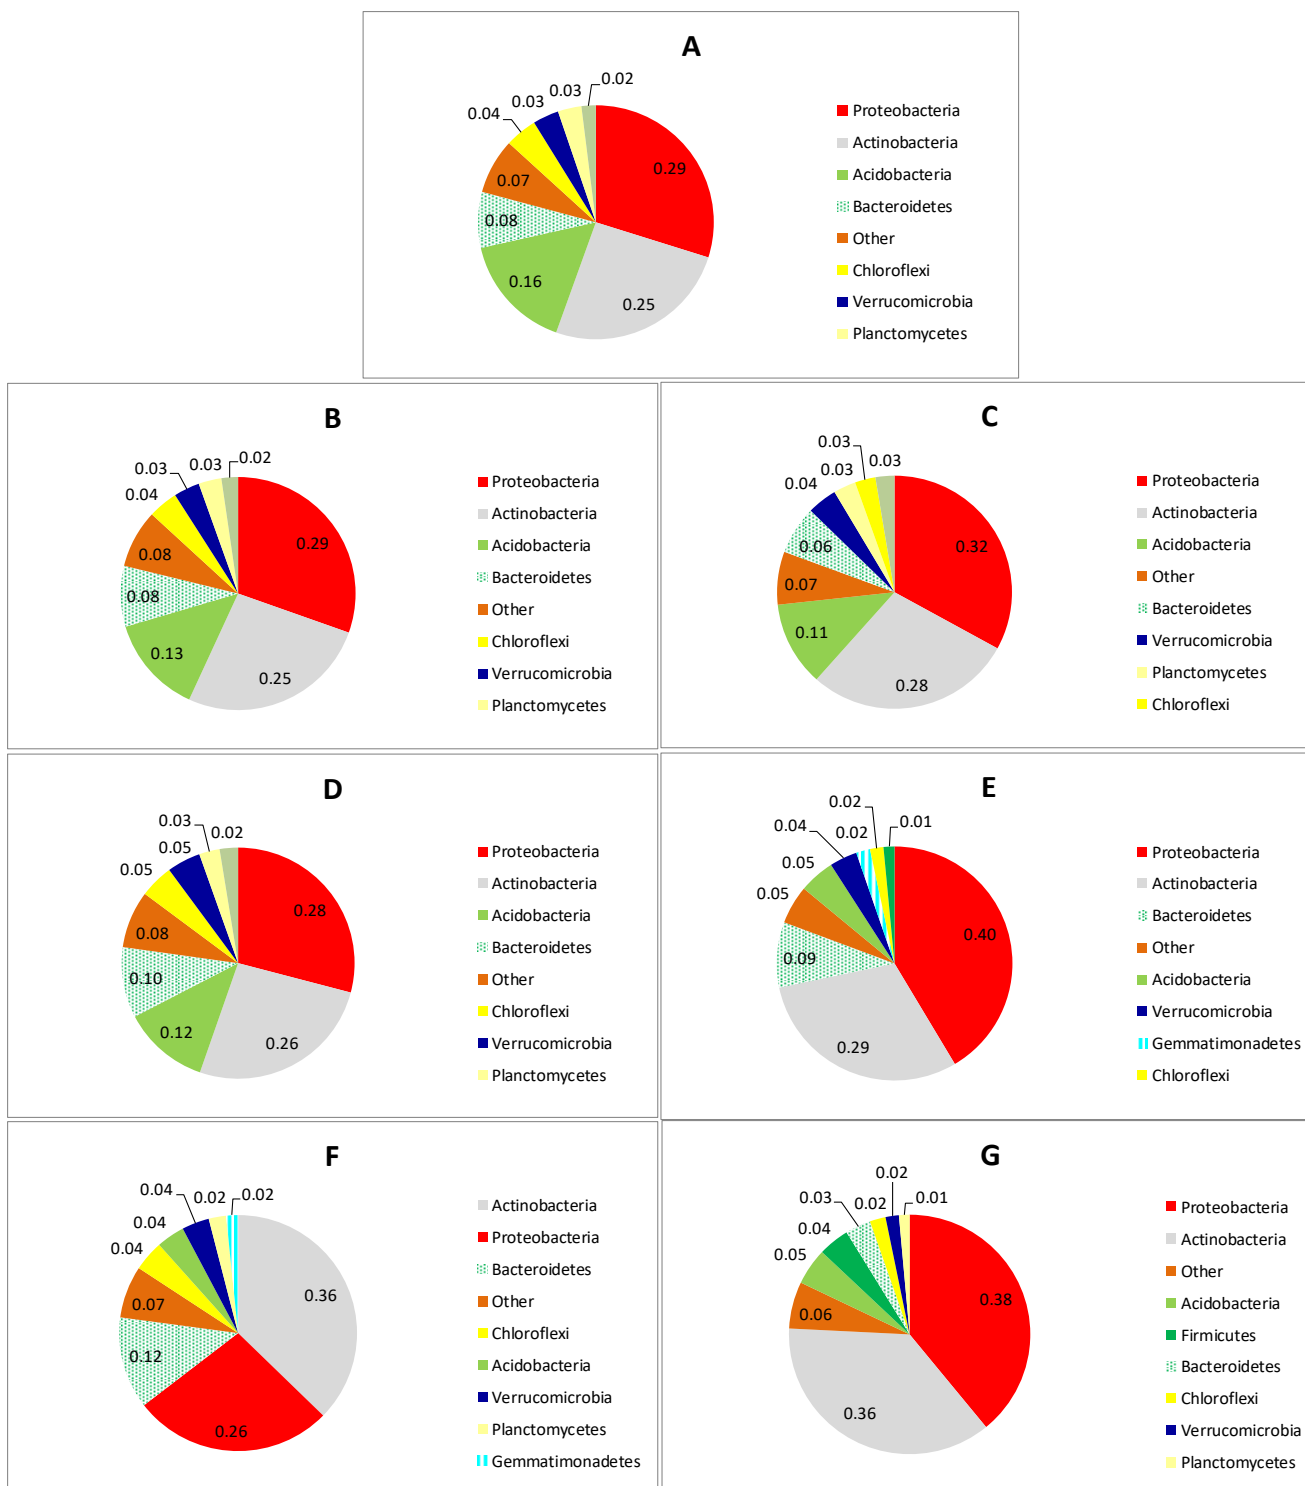 A
0.02
0.03
0.03
0.04
0.07
0.08
0.16
0.25
0.29
Proteobacteria
Actinobacteria
Acidobacteria
Bacteroidetes
Other
Chloroflexi
Verrucomicrobia
Planctomycetes
B
0.02
0.03
0.03
0.04
0.08
0.08
0.13
0.25
0.29
Proteobacteria
Actinobacteria
Acidobacteria
Bacteroidetes
Other
Chloroflexi
Verrucomicrobia
Planctomycetes
C
0.03
0.03
0.03
0.04
0.06
0.07
0.11
0.28
0.32
Proteobacteria
Actinobacteria
Acidobacteria
Other
Bacteroidetes
Verrucomicrobia
Planctomycetes
Chloroflexi
D
0.02
0.03
0.05
0.05
0.08
0.10
0.12
0.26
0.28
Proteobacteria
Actinobacteria
Acidobacteria
Bacteroidetes
Other
Chloroflexi
Verrucomicrobia
Planctomycetes
E
0.02
0.01
0.04
0.02
0.05
0.05
0.09
0.29
0.40
Proteobacteria
Actinobacteria
Bacteroidetes
Other
Acidobacteria
Verrucomicrobia
Gemmatimonadetes
Chloroflexi
F
0.04
0.02
0.02
0.04
0.04
0.07
0.12
0.26
0.36
Actinobacteria
Proteobacteria
Bacteroidetes
Other
Chloroflexi
Acidobacteria
Verrucomicrobia
Planctomycetes
Gemmatimonadetes
G
0.02
0.01
0.03
0.02
0.04
0.05
0.06
0.36
0.38
Proteobacteria
Actinobacteria
Other
Acidobacteria
Firmicutes
Bacteroidetes
Chloroflexi
Verrucomicrobia
Planctomycetes